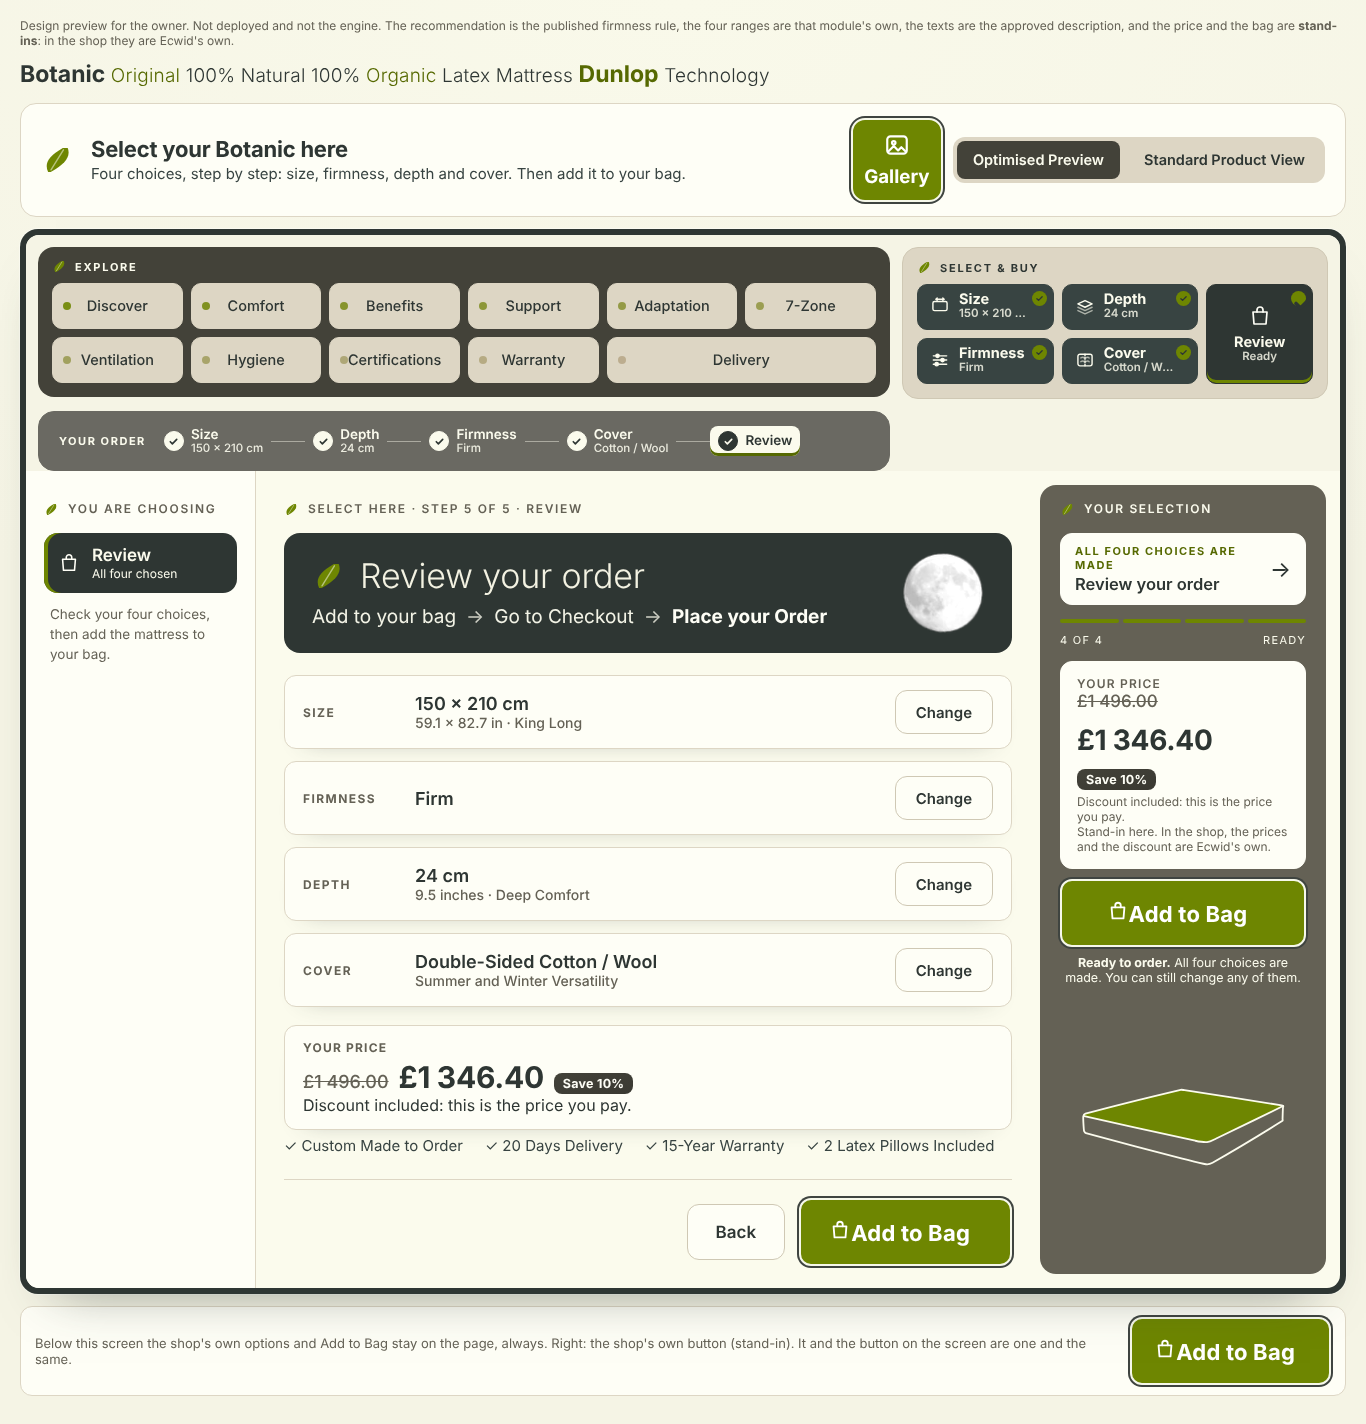 Design preview for the owner. Not deployed and not the engine. The recommendation is the published firmness rule, the four ranges are that module's own, the texts are the approved description, and the price and the bag are stand-
ins: in the shop they are Ecwid's own.
Botanic Original 100% Natural 100% Organic Latex Mattress Dunlop Technology
Select your Botanic here
Four choices, step by step: size, firmness, depth and cover. Then add it to your bag.
Gallery
Optimised Preview
Standard Product View
EXPLORE
Discover
Comfort
Benefits
Support
Adaptation
7-Zone
Ventilation
Hygiene
Certifications
Warranty
Delivery
SELECT & BUY
Size
150 × 210 ...
Depth
24 cm
Firmness
Firm
Cover
Cotton / W...
Review
Ready
YOUR ORDER
Size
150 × 210 cm
Depth
24 cm
Firmness
Firm
Cover
Cotton / Wool
Review
YOU ARE CHOOSING
Review
All four chosen
Check your four choices,
then add the mattress to
your bag.
SELECT HERE · STEP 5 OF 5 · REVIEW
Review your order
Add to your bag → Go to Checkout → Place your Order
SIZE
150 × 210 cm
59.1 × 82.7 in · King Long
Change
FIRMNESS
Firm
Change
DEPTH
24 cm
9.5 inches · Deep Comfort
Change
COVER
Double-Sided Cotton / Wool
Summer and Winter Versatility
Change
YOUR PRICE
£1 496.00 £1 346.40 Save 10%
Discount included: this is the price you pay.
✓ Custom Made to Order ✓ 20 Days Delivery ✓ 15-Year Warranty ✓ 2 Latex Pillows Included
Back
Add to Bag
YOUR SELECTION
ALL FOUR CHOICES ARE
MADE
Review your order →
4 OF 4 READY
YOUR PRICE
£1 496.00
£1 346.40
Save 10%
Discount included: this is the price
you pay.
Stand-in here. In the shop, the prices
and the discount are Ecwid's own.
Add to Bag
Ready to order. All four choices are
made. You can still change any of them.
Below this screen the shop's own options and Add to Bag stay on the page, always. Right: the shop's own button (stand-in). It and the button on the screen are one and the
same.
Add to Bag